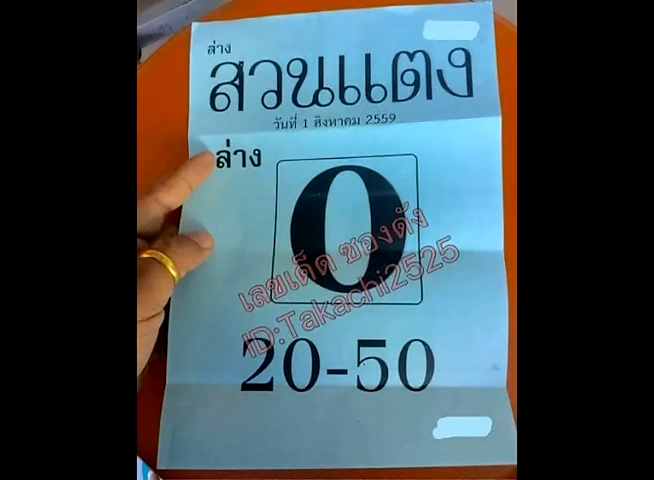 ล่าง
สวนแตง
วันที่ 1 สิงหาคม 2559
ล่าง
0
เลขเด็ด ซองดัง
ID:Takachi2525
20-50